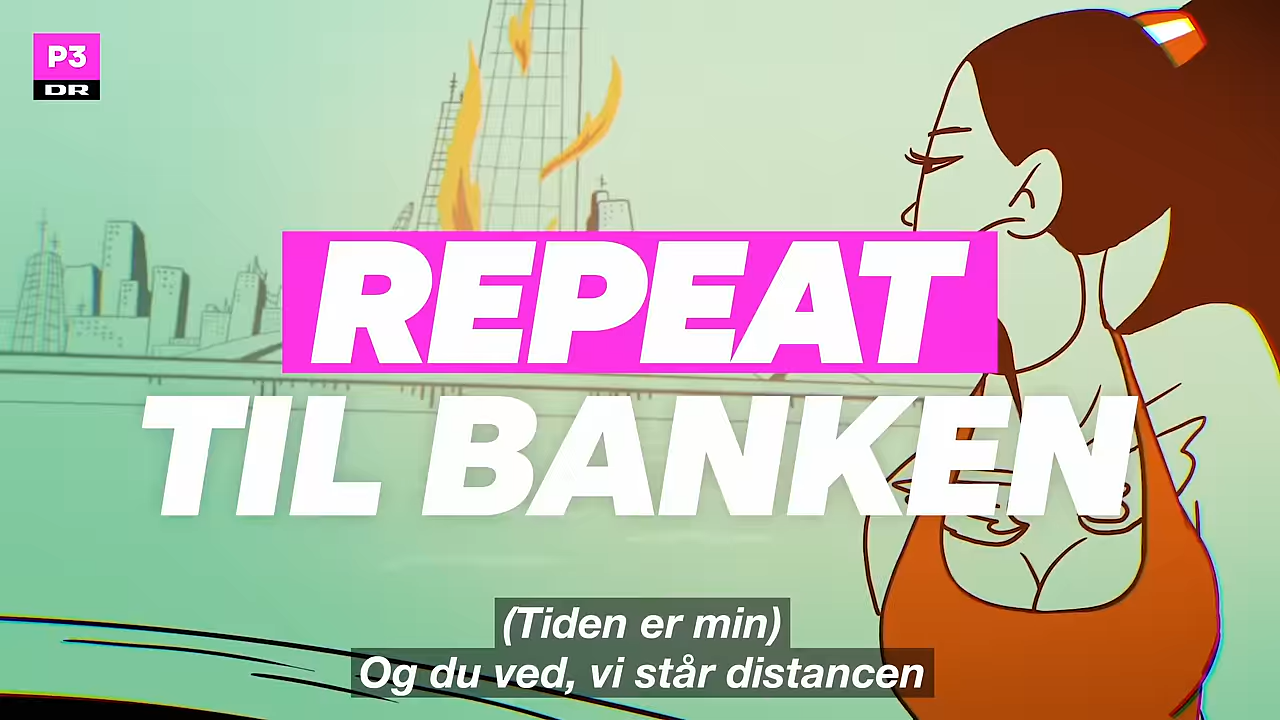 P3
DR
REPEAT
TIL BANKEN
(Tiden er min)
Og du ved, vi står distancen